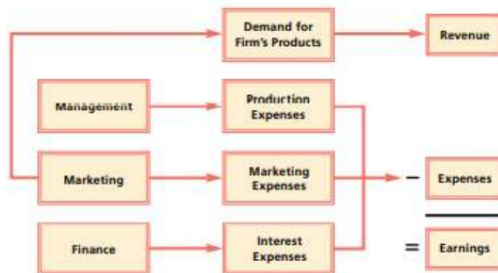 Demand for
Firm's Products
Revenue
Management
Production
Expenses
Marketing
Marketing
Expenses
– Expenses
Finance
Interest
Expenses
= Earnings